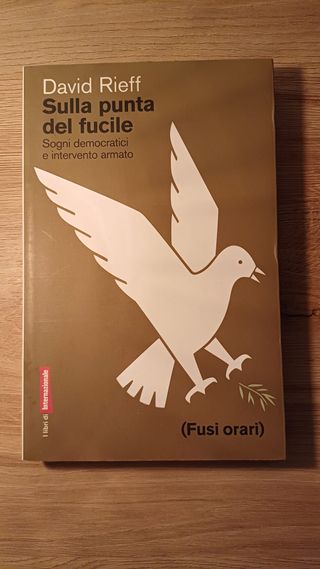 David Rieff
Sulla punta
del fucile
Sogni democratici
e intervento armato
I libri di Internazionale
(Fusi orari)